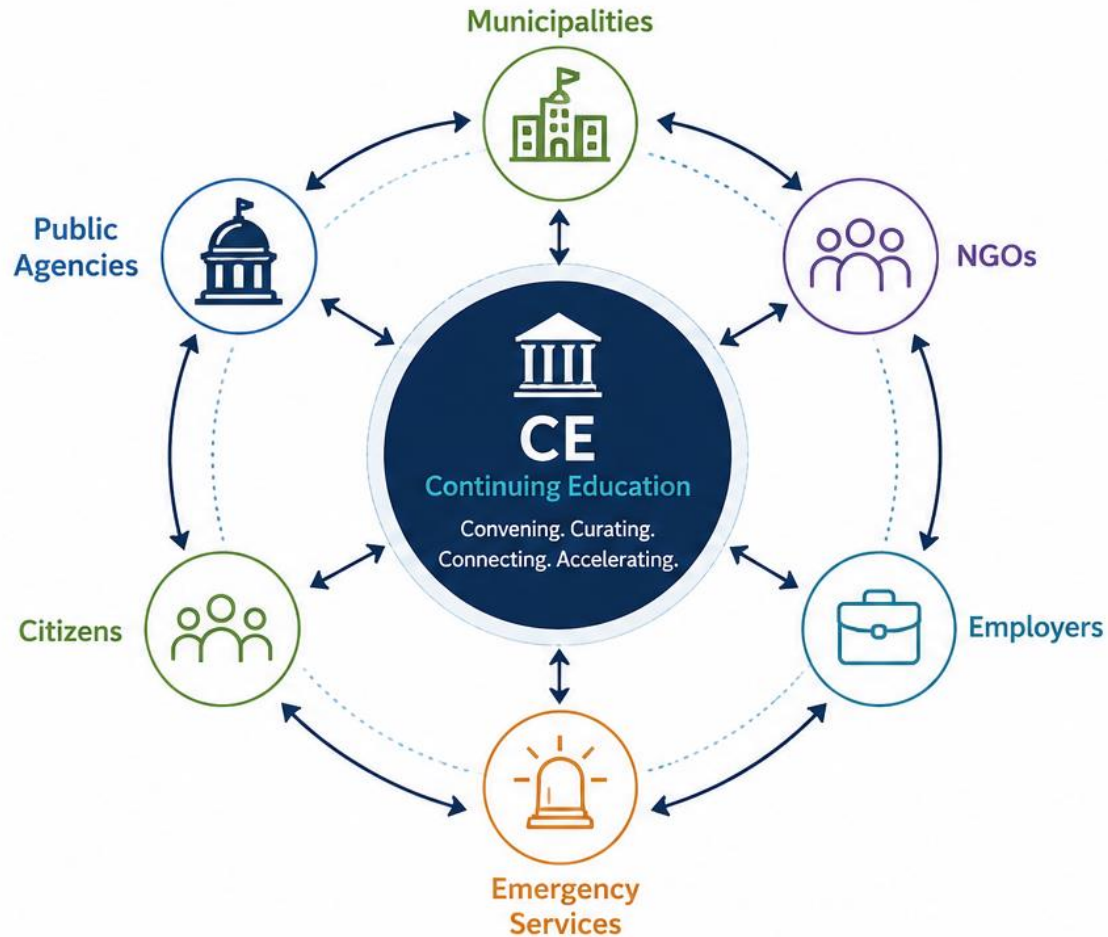 Municipalities
Public
Agencies
NGOs
CE
Continuing Education
Convening. Curating.
Connecting. Accelerating.
Citizens
Employers
Emergency
Services